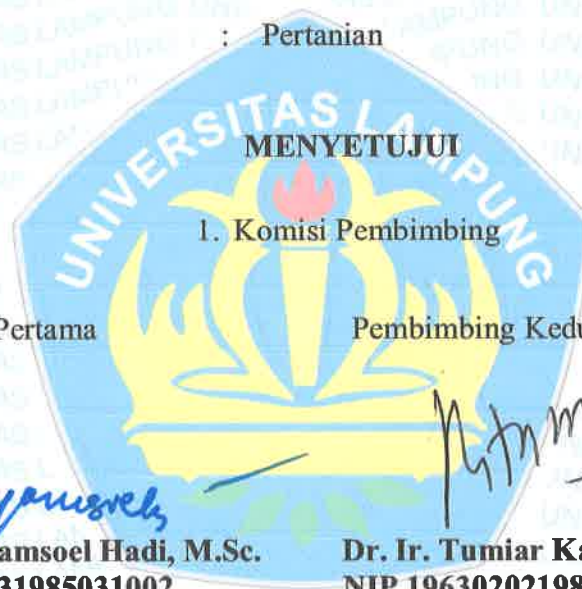 : Pertanian
UNIVERSITAS LAMPUNG
MENYETUJUI
1. Komisi Pembimbing
Pertama Pembimbing Kedu
amsoel Hadi, M.Sc. Dr. Ir. Tumiar Ka
31985031002 NIP 1963020219